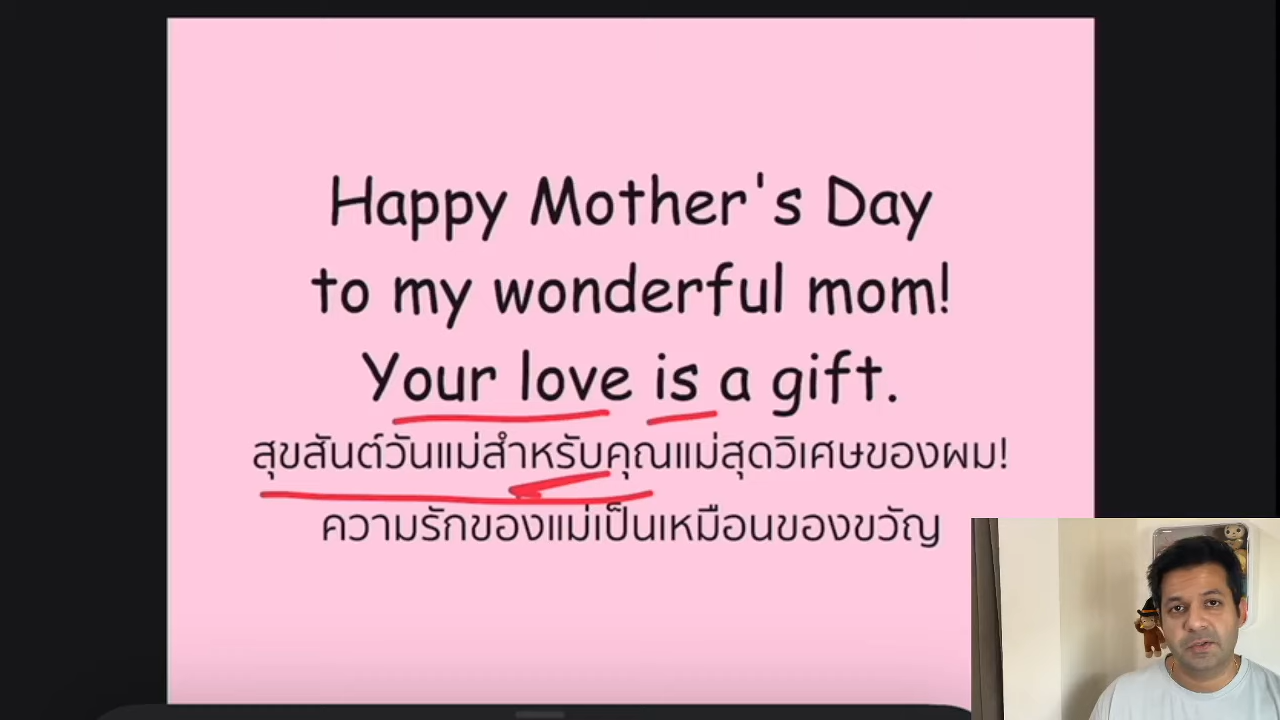 Happy Mother's Day
to my wonderful mom!
Your love is a gift.
สุขสันต์วันแม่สำหรับคุณแม่สุดวิเศษของผม!
ความรักของแม่เป็นเหมือนของขวัญ